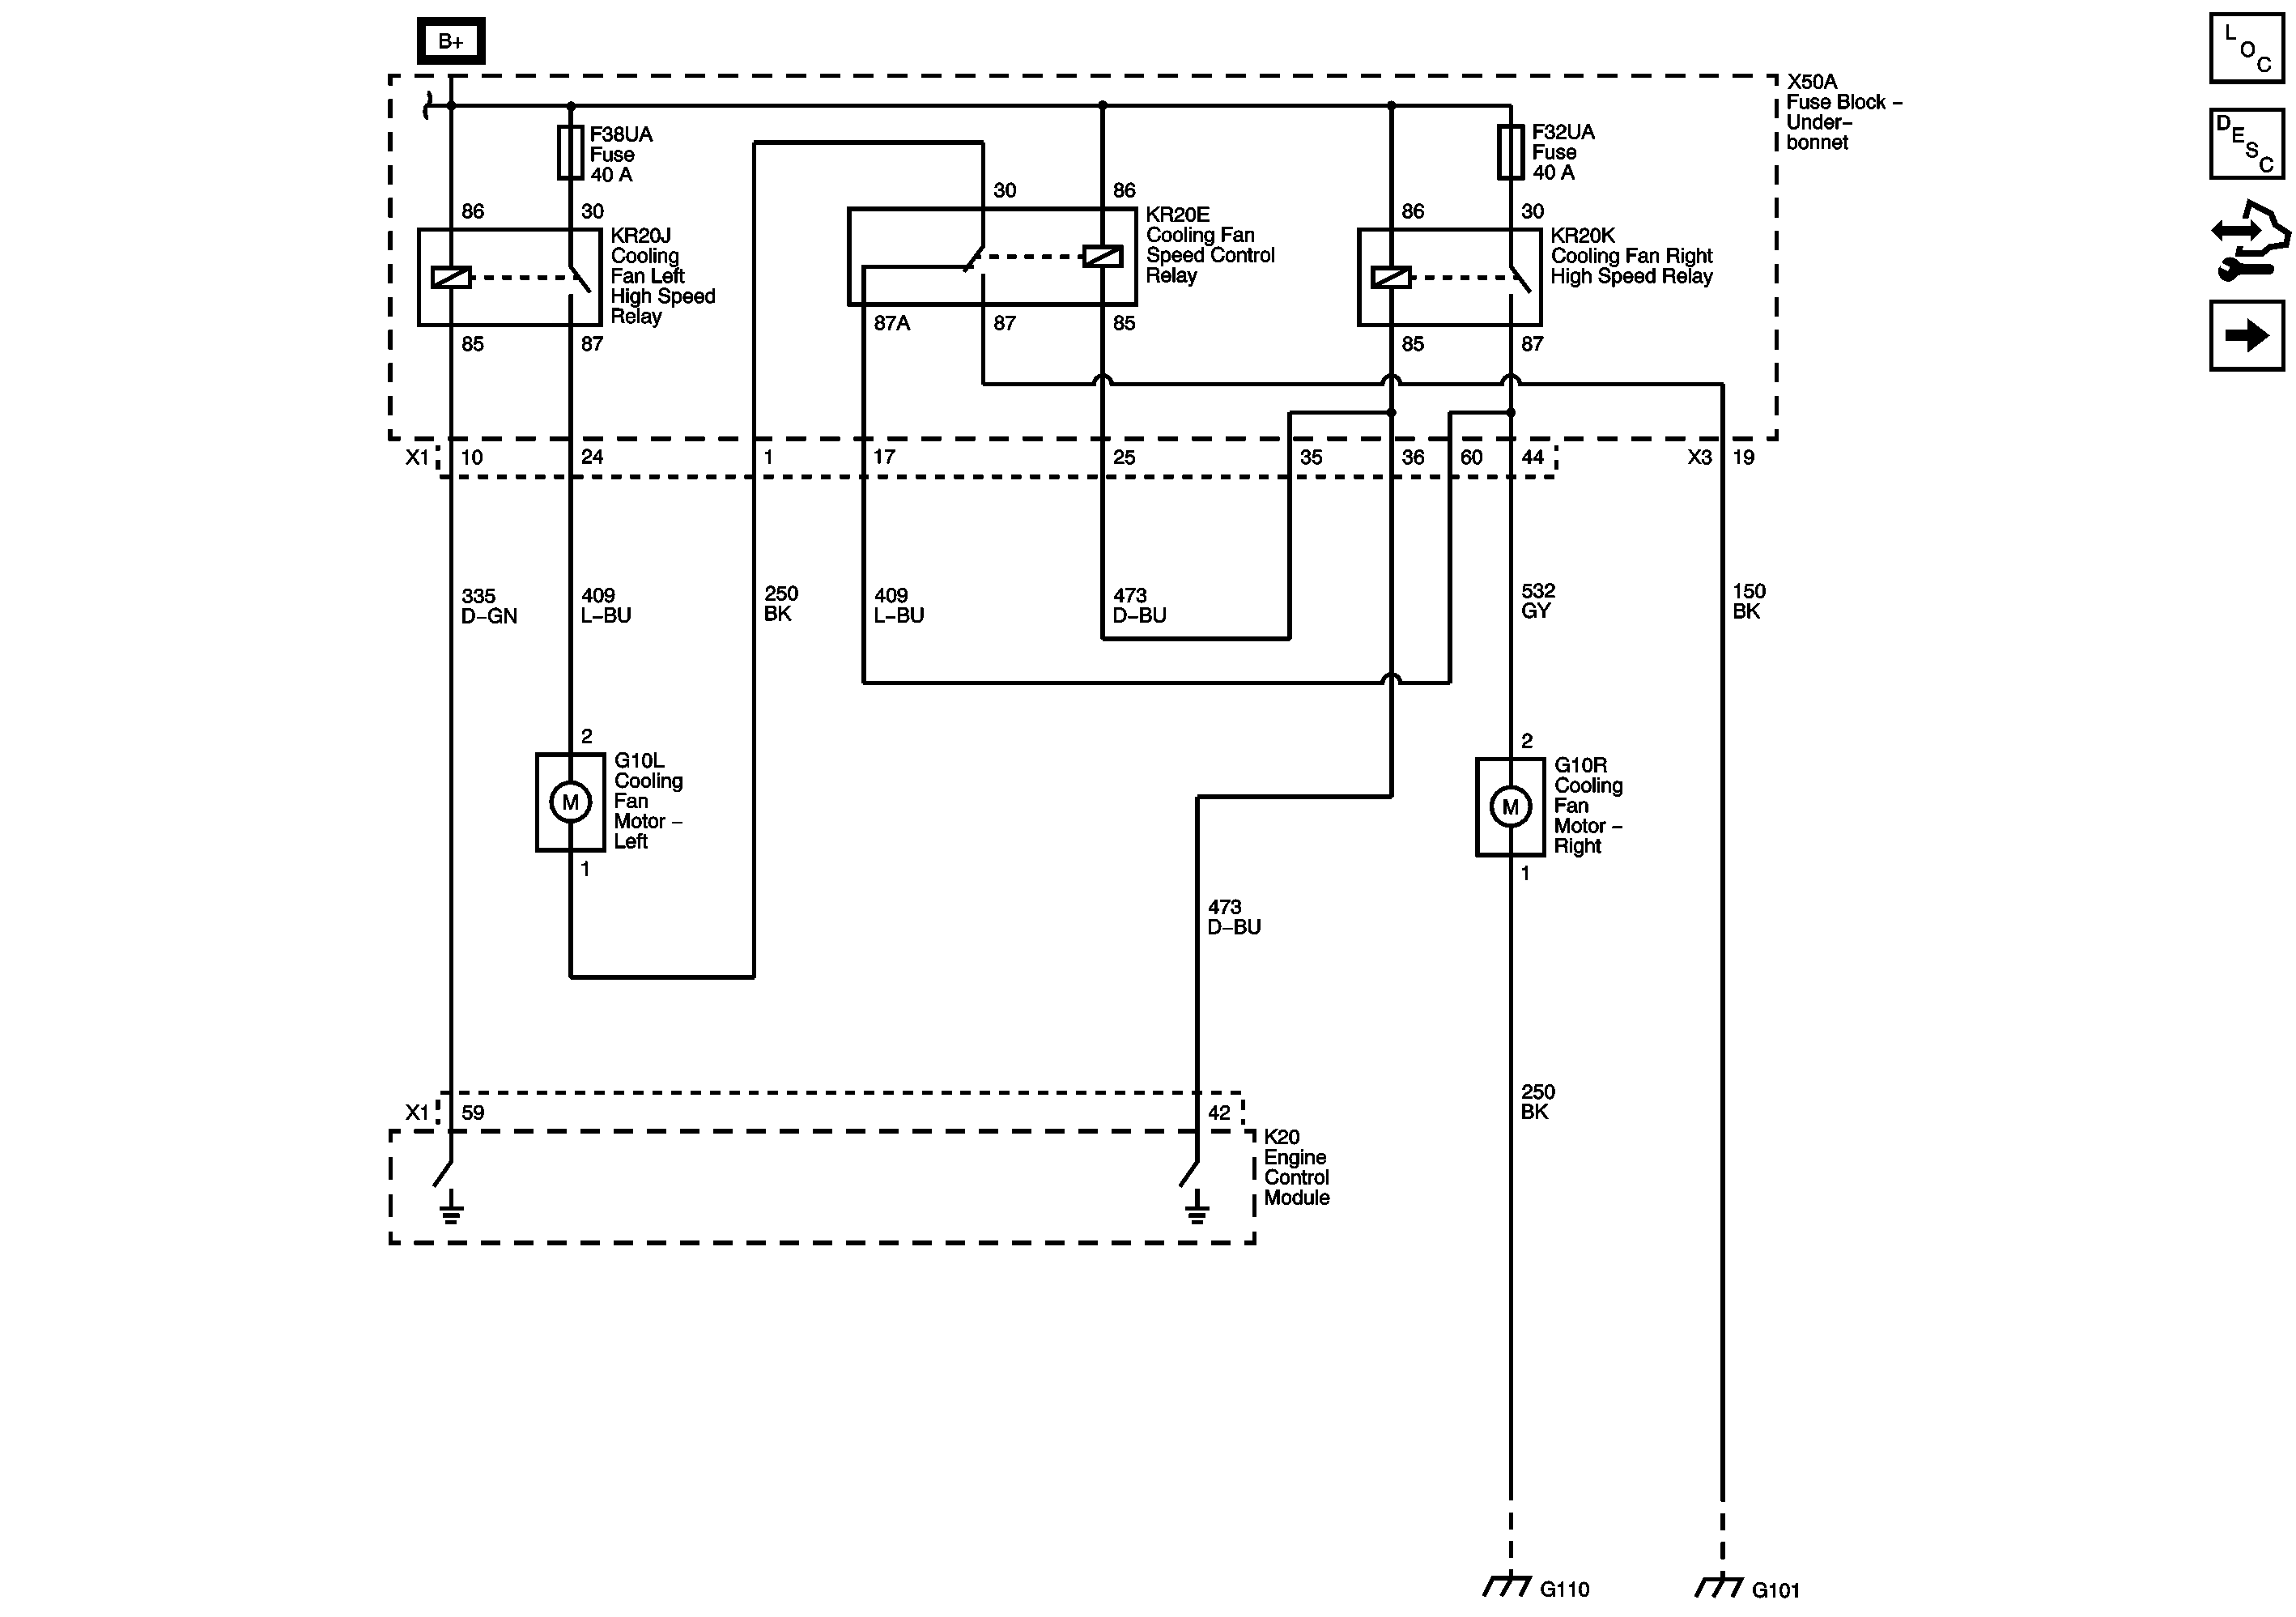 B+
L
O
C
X50A
Fuse Block –
Under–
bonnet
D
E
S
C
F38UA
Fuse
40 A
F32UA
Fuse
40 A
86
30
30
86
86
30
KR20J
Cooling
Fan Left
High Speed
Relay
KR20E
Cooling Fan
Speed Control
Relay
KR20K
Cooling Fan Right
High Speed Relay
85
87
87A
87
85
85
87
X1
10
24
1
17
25
35
36
60
44
X3
19
335
D–GN
409
L–BU
250
BK
409
L–BU
473
D–BU
532
GY
150
BK
2
G10L
Cooling
Fan
Motor –
Left
M
1
2
G10R
Cooling
Fan
Motor –
Right
M
1
473
D–BU
250
BK
X1
59
42
K20
Engine
Control
Module
G110
G101